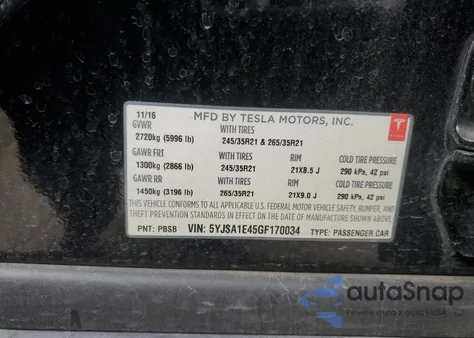 11/16 MFD BY TESLA MOTORS, INC.
GVWR WITH TIRES
2720kg (5996 lb) 245/35R21 & 265/35R21
GAWR FRT WITH TIRES RIM COLD TIRE PRESSURE
1300kg (2866 lb) 245/35R21 21X8.5 J 290 kPa, 42 psi
GAWR RR WITH TIRES RIM COLD TIRE PRESSURE
1450kg (3196 lb) 265/35R21 21X9.0 J 290 kPa, 42 psi
THIS VEHICLE CONFORMS TO ALL APPLICABLE U.S. FEDERAL MOTOR VEHICLE SAFETY, BUMPER, AND
THEFT PREVENTION STANDARDS IN EFFECT ON THE DATE OF MANUFACTURE SHOWN ABOVE.
PNT: PBSB VIN: 5YJSA1E45GF170034 TYPE: PASSENGER CAR
autoSnap
Pewne auta z USA